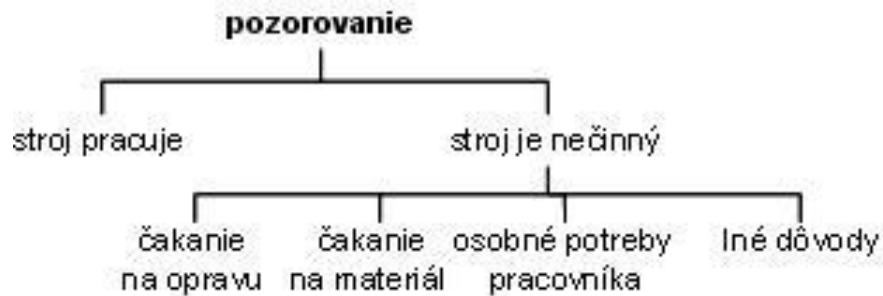 pozorovanie
stroj pracuje
stroj je nečinný
čakanie
na opravu
čakanie
na materiál
osobné potreby
pracovníka
Iné dôvody